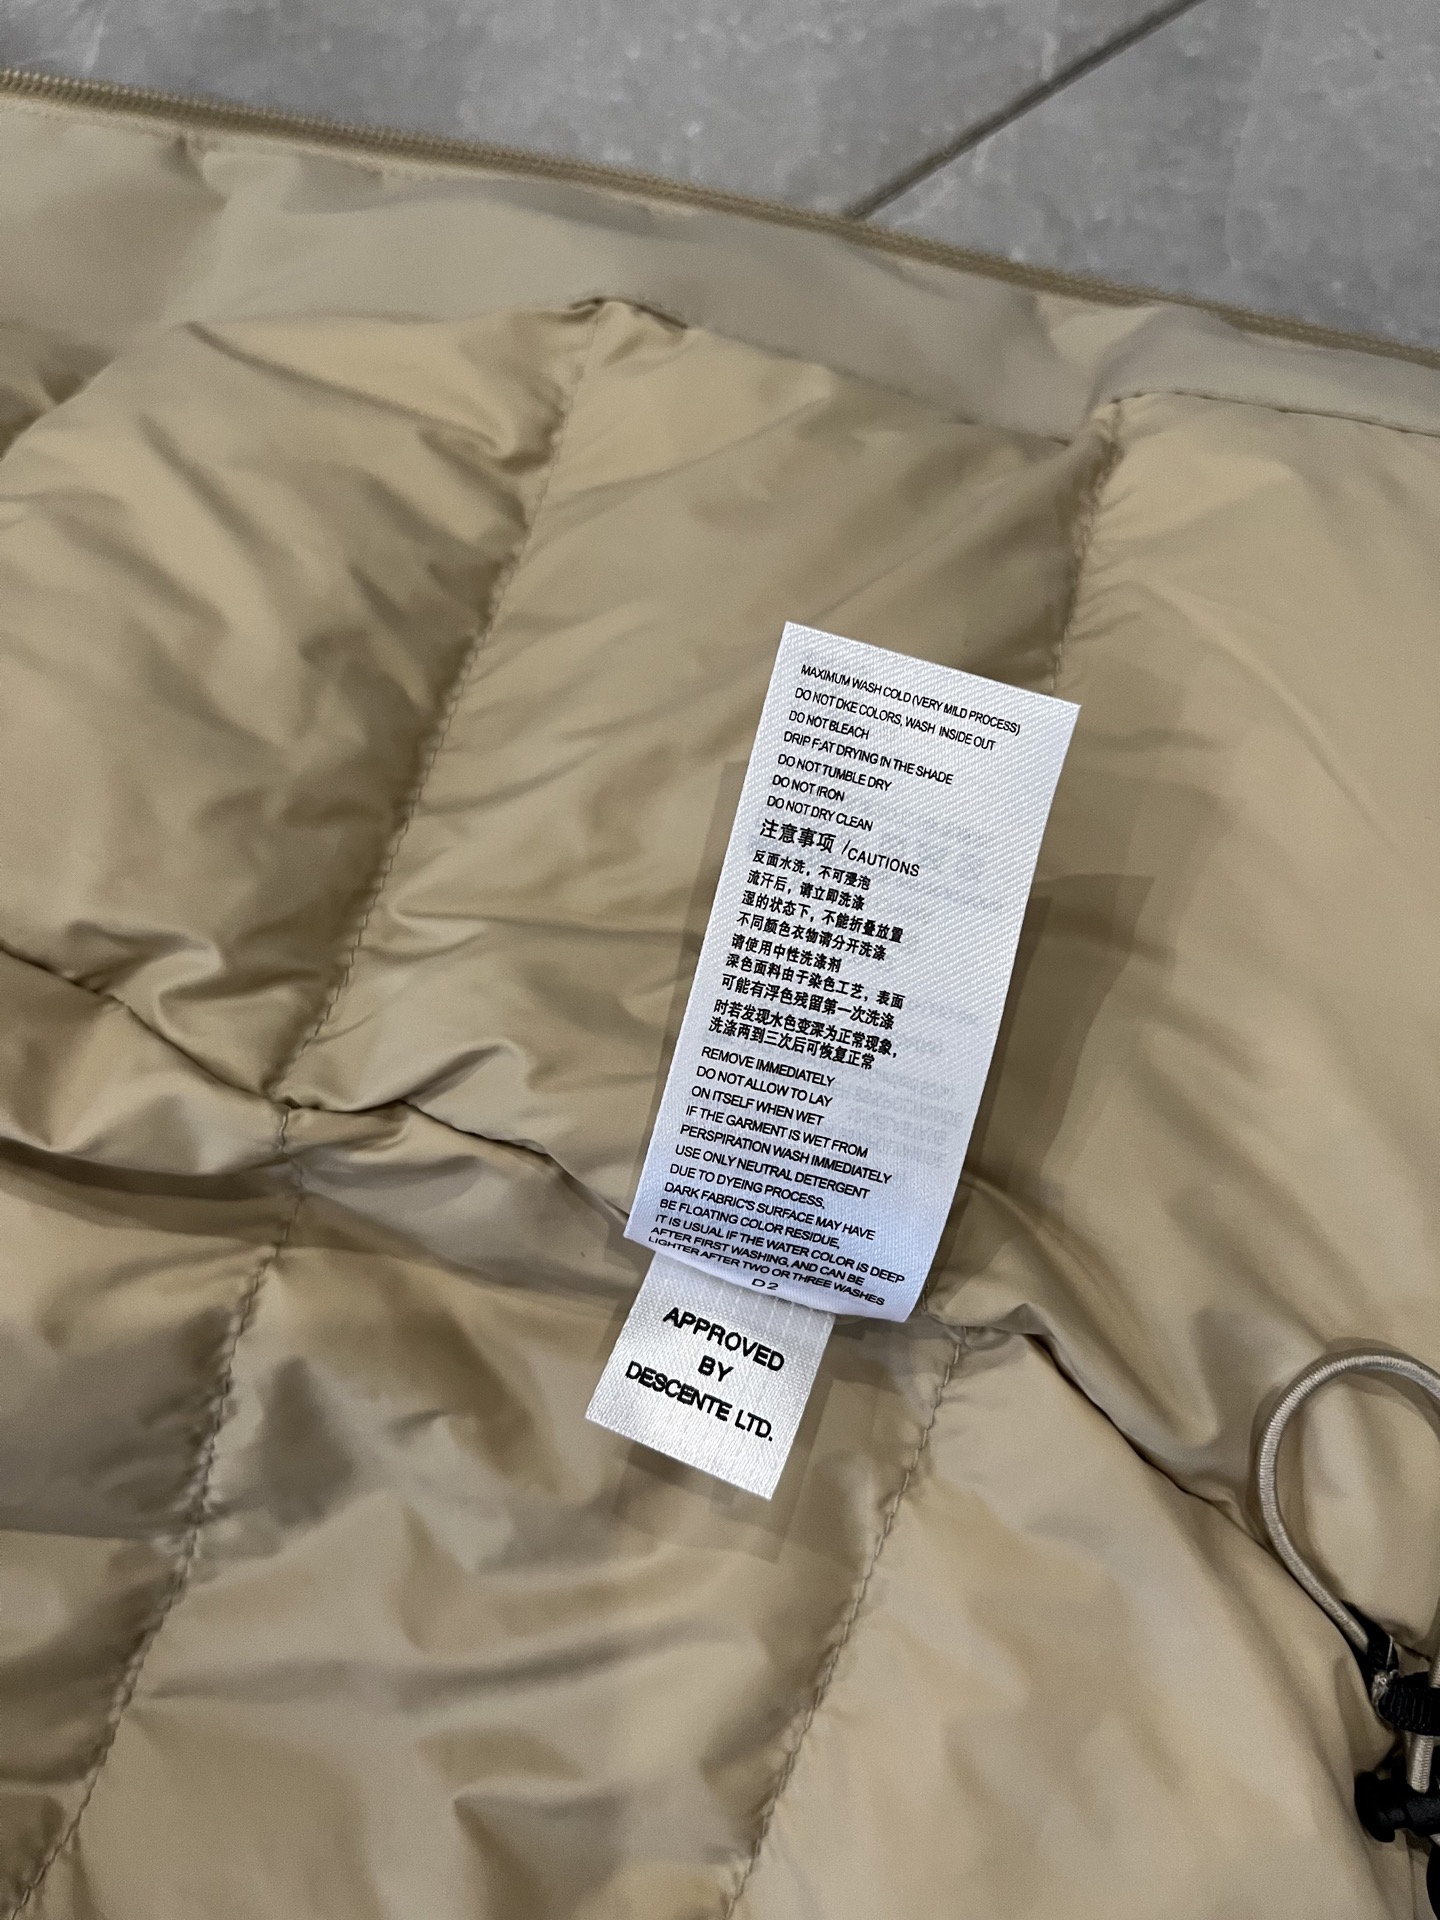 MAXIMUM WASH COLD (VERY MILD PROCESS)
DO NOT DKE COLORS, WASH INSIDE OUT
DO NOT BLEACH
DRIP F;AT DRYING IN THE SHADE
DO NOT TUMBLE DRY
DO NOT IRON
DO NOT DRY CLEAN
注意事项 /CAUTIONS
反面水洗，不可浸泡
流汗后，请立即洗涤
湿的状态下，不能折叠放置
不同颜色衣物请分开洗涤
请使用中性洗涤剂
深色面料由于染色工艺，表面
可能有浮色残留第一次洗涤
时若发现水色变深为正常现象，
洗涤两到三次后可恢复正常
REMOVE IMMEDIATELY
DO NOT ALLOW TO LAY
ON ITSELF WHEN WET
IF THE GARMENT IS WET FROM
PERSPIRATION WASH IMMEDIATELY
USE ONLY NEUTRAL DETERGENT
DUE TO DYEING PROCESS,
DARK FABRIC'S SURFACE MAY HAVE
BE FLOATING COLOR RESIDUE,
IT IS USUAL IF THE WATER COLOR IS DEEP
AFTER FIRST WASHING, AND CAN BE
LIGHTER AFTER TWO OR THREE WASHES
D 2
APPROVED
BY
DESCENTE LTD.